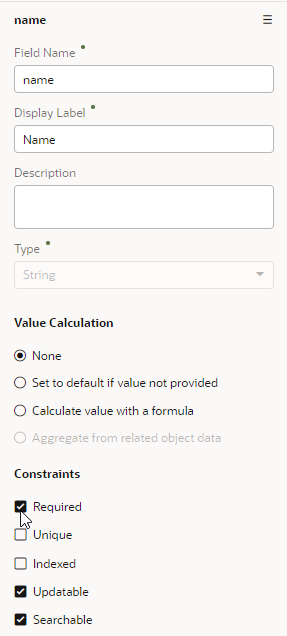 name
Field Name
name
Display Label
Name
Description
Type
String
Value Calculation
None
Set to default if value not provided
Calculate value with a formula
Aggregate from related object data
Constraints
Required
Unique
Indexed
Updatable
Searchable